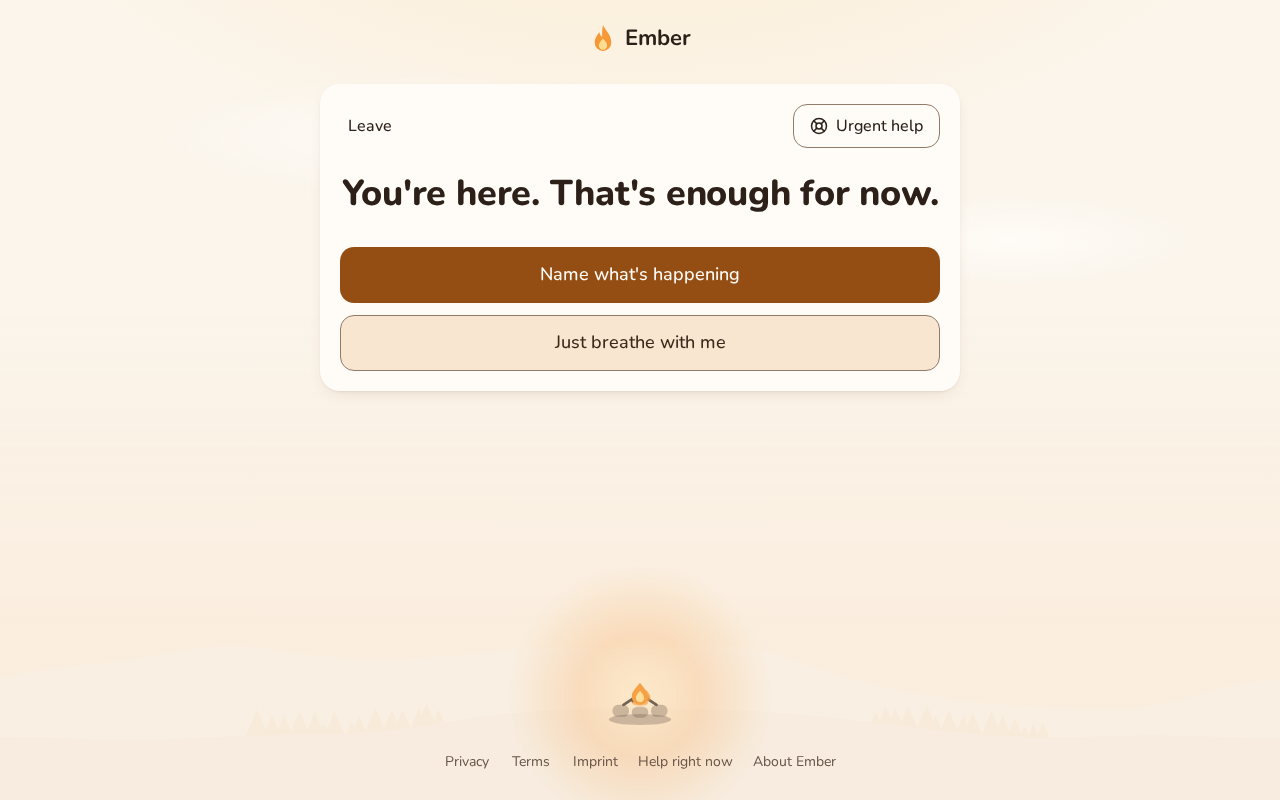 Ember
Leave
Urgent help
You're here. That's enough for now.
Name what's happening
Just breathe with me
Privacy Terms Imprint Help right now About Ember